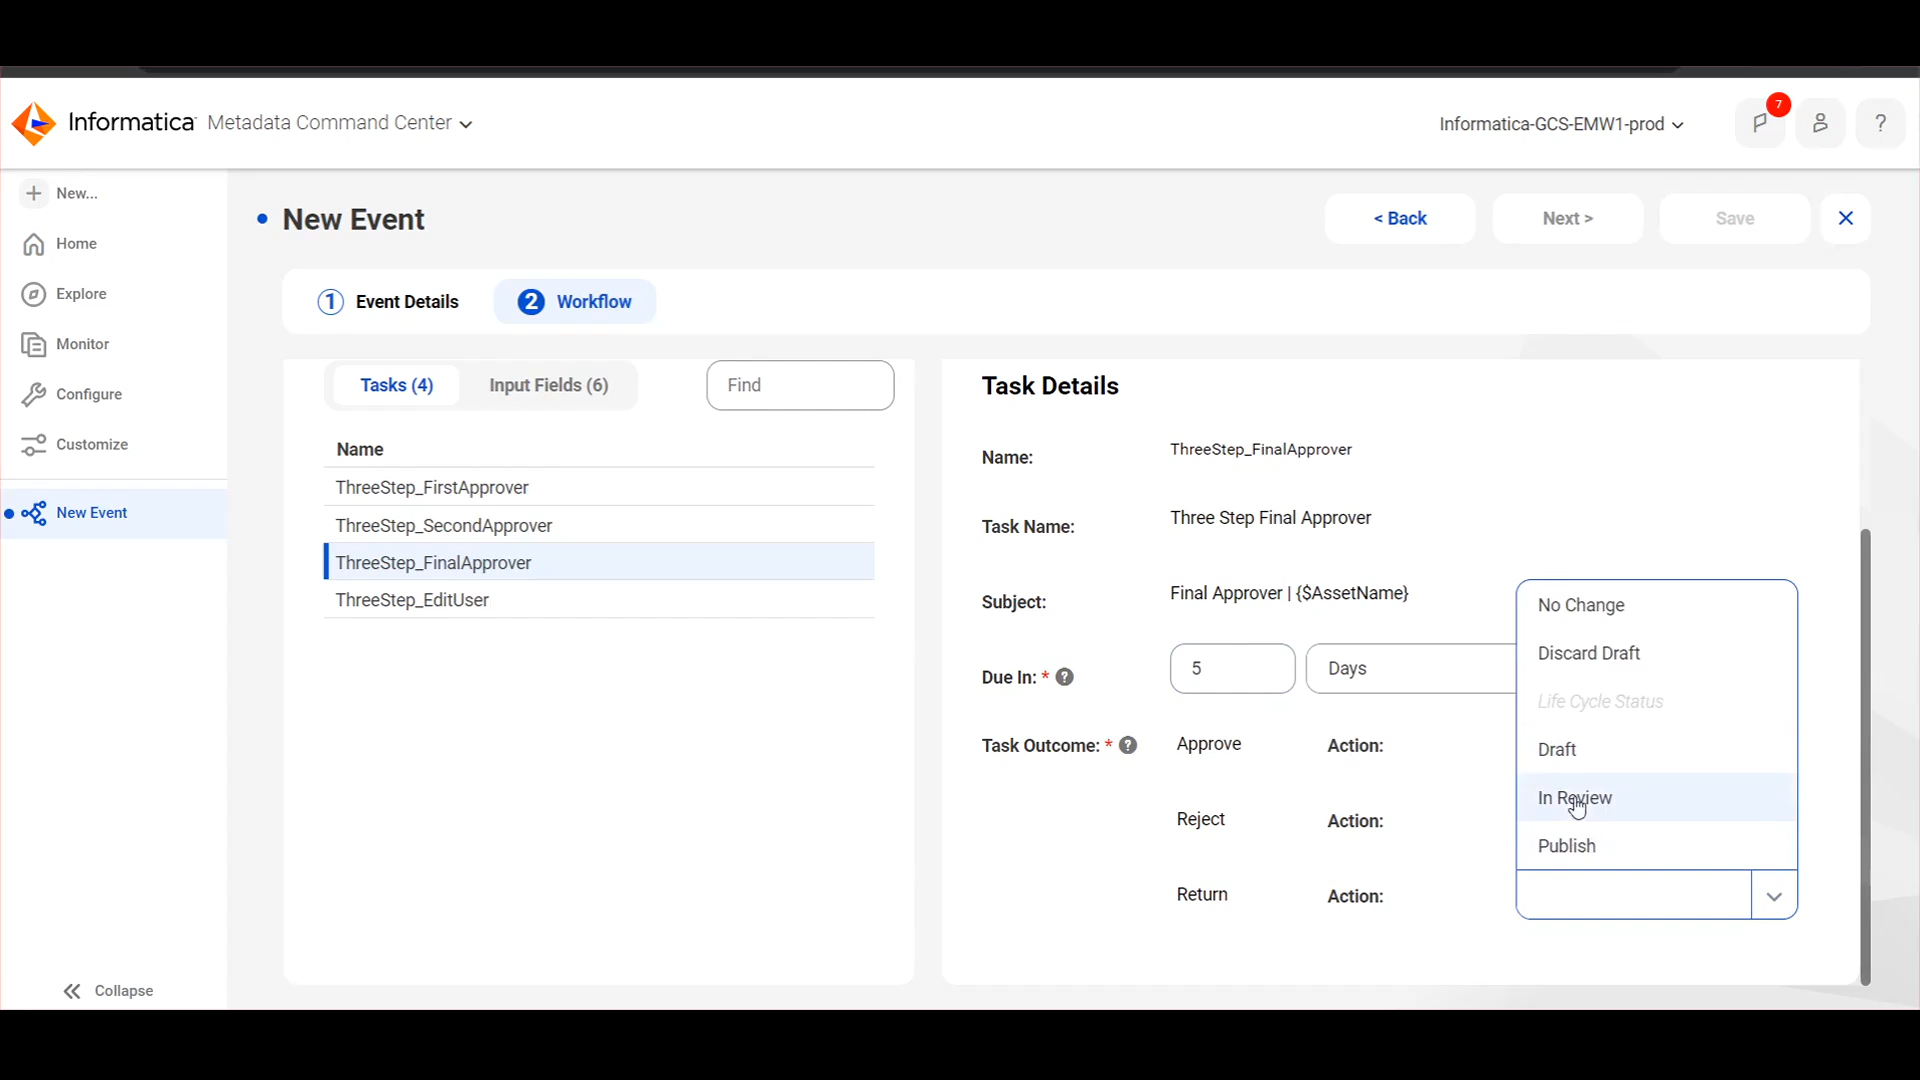 Informatica Metadata Command Center
Informatica-GCS-EMW1-prod
7
?
New...
Home
Explore
Monitor
Configure
Customize
New Event
Collapse
New Event
< Back
Next >
Save
1 Event Details
2 Workflow
Tasks (4)
Input Fields (6)
Find
Name
ThreeStep_FirstApprover
ThreeStep_SecondApprover
ThreeStep_FinalApprover
ThreeStep_EditUser
Task Details
Name: ThreeStep_FinalApprover
Task Name: Three Step Final Approver
Subject: Final Approver | {$AssetName}
Due In: * ? 5 Days
Task Outcome: * ? Approve Action:
Reject Action:
Return Action:
No Change
Discard Draft
Life Cycle Status
Draft
In Review
Publish